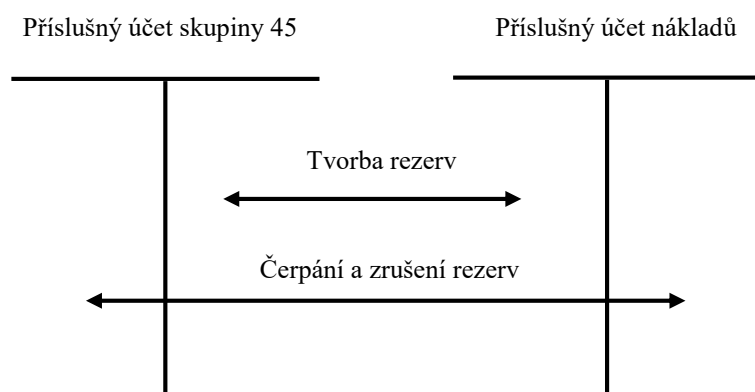 Příslušný účet skupiny 45
Příslušný účet nákladů
Tvorba rezerv
Čerpání a zrušení rezerv